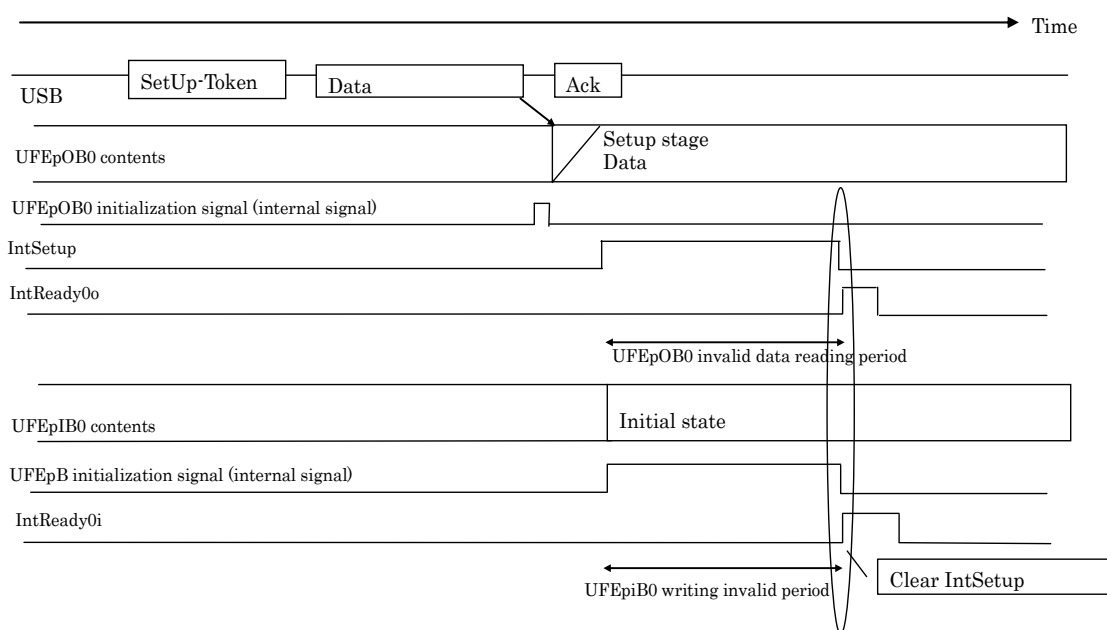 Time
SetUp-Token
Data
Ack
USB
Setup stage
Data
UFEpOB0 contents
UFEpOB0 initialization signal (internal signal)
IntSetup
IntReady0o
UFEpOB0 invalid data reading period
Initial state
UFEpIB0 contents
UFEpB initialization signal (internal signal)
IntReady0i
UFEpiB0 writing invalid period
Clear IntSetup